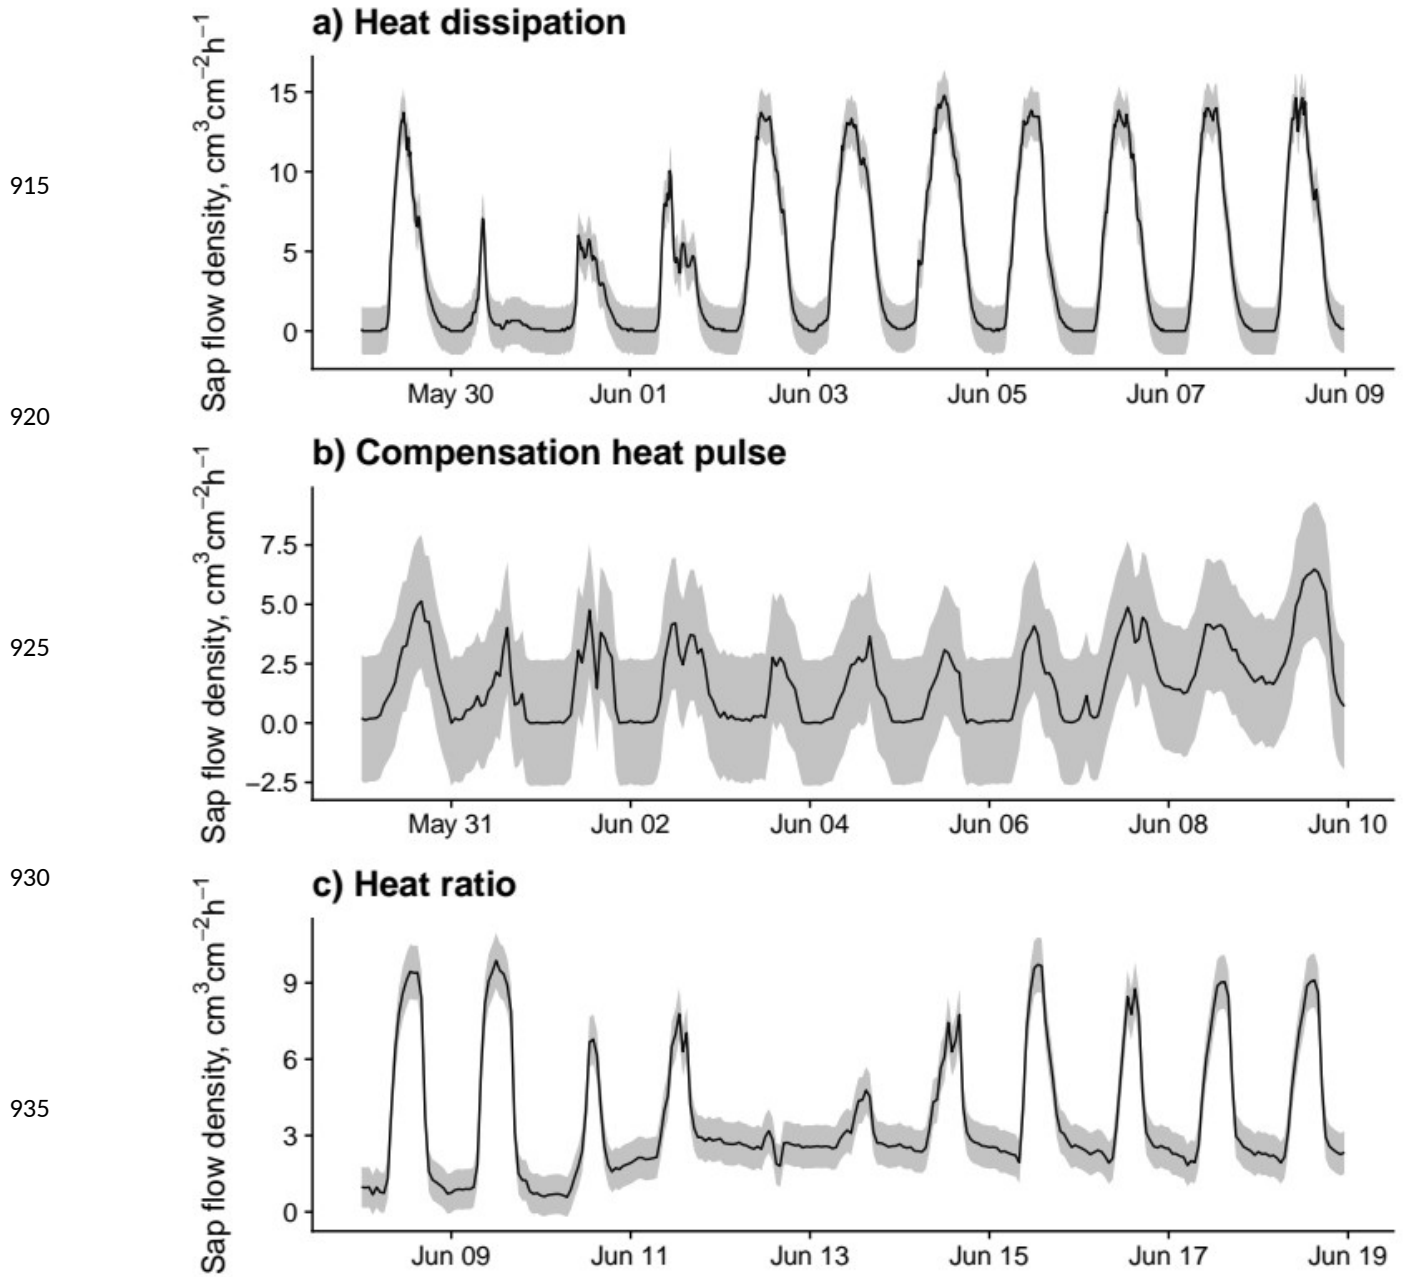 a) Heat dissipation
Sap flow density, cm³cm⁻²h⁻¹
15
10
5
0
May 30 Jun 01 Jun 03 Jun 05 Jun 07 Jun 09
915
920
b) Compensation heat pulse
Sap flow density, cm³cm⁻²h⁻¹
7.5
5.0
2.5
0.0
−2.5
May 31 Jun 02 Jun 04 Jun 06 Jun 08 Jun 10
925
930
c) Heat ratio
Sap flow density, cm³cm⁻²h⁻¹
9
6
3
0
Jun 09 Jun 11 Jun 13 Jun 15 Jun 17 Jun 19
935